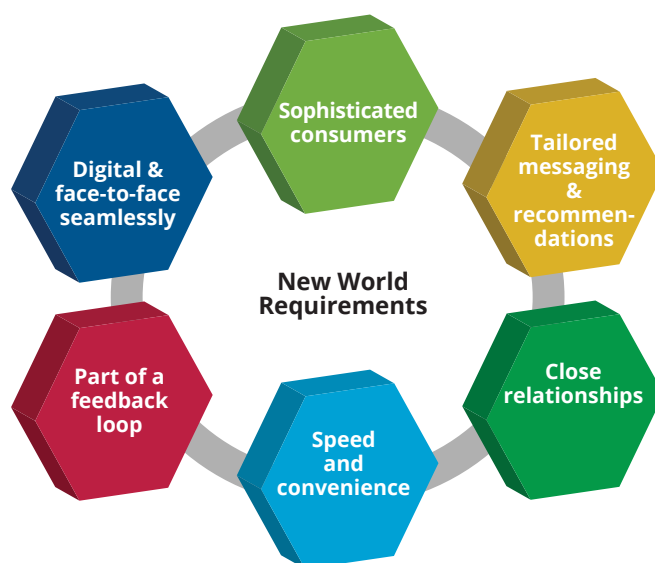 Sophisticated
consumers
Tailored
messaging
&
recommen-
dations
Close
relationships
Speed
and
convenience
Part of a
feedback
loop
Digital &
face-to-face
seamlessly
New World
Requirements